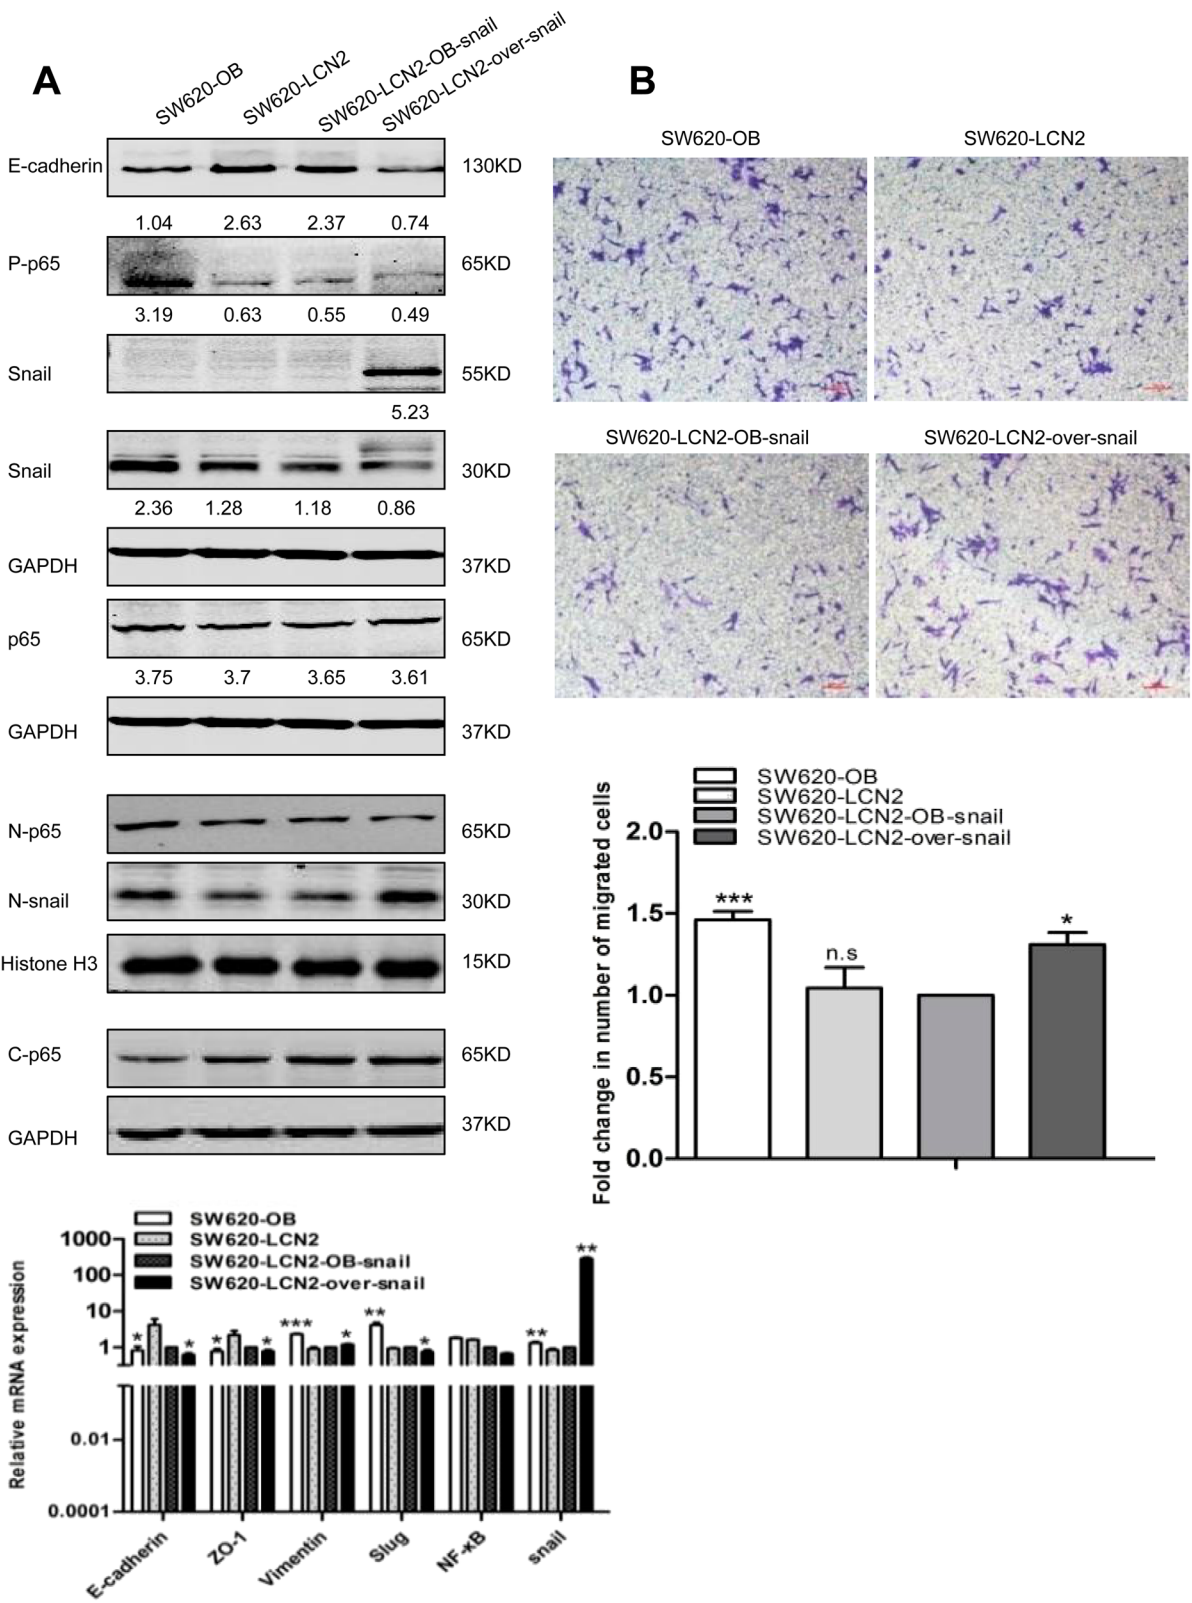 A
SW620-OB
SW620-LCN2
SW620-LCN2-OB-snail
SW620-LCN2-over-snail
E-cadherin
130KD
1.04 2.63 2.37 0.74
P-p65
65KD
3.19 0.63 0.55 0.49
Snail
55KD
5.23
Snail
30KD
2.36 1.28 1.18 0.86
GAPDH
37KD
p65
65KD
3.75 3.7 3.65 3.61
GAPDH
37KD
N-p65
65KD
N-snail
30KD
Histone H3
15KD
C-p65
65KD
GAPDH
37KD
SW620-OB
SW620-LCN2
SW620-LCN2-OB-snail
SW620-LCN2-over-snail
Relative mRNA expression
1000
100
10
1
0.01
0.0001
* * * * *** * ** * ** **
E-cadherin
ZO-1
Vimentin
Slug
NF-κB
snail
B
SW620-OB
SW620-LCN2
SW620-LCN2-OB-snail
SW620-LCN2-over-snail
SW620-OB
SW620-LCN2
SW620-LCN2-OB-snail
SW620-LCN2-over-snail
Fold change in number of migrated cells
2.0
1.5
1.0
0.5
0.0
***
n.s
*